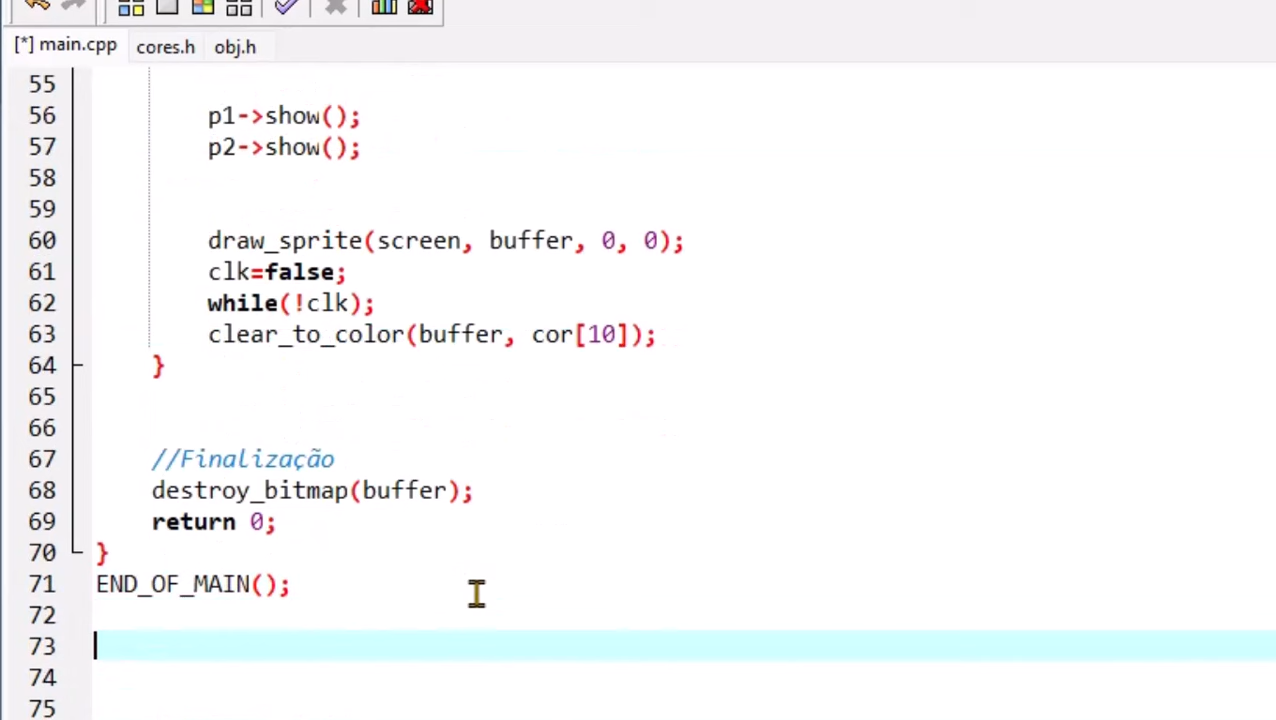 [*] main.cpp cores.h obj.h
55
56 p1->show();
57 p2->show();
58
59
60 draw_sprite(screen, buffer, 0, 0);
61 clk=false;
62 while(!clk);
63 clear_to_color(buffer, cor[10]);
64 }
65
66
67 //Finalização
68 destroy_bitmap(buffer);
69 return 0;
70 }
71 END_OF_MAIN();
72
73
74
75